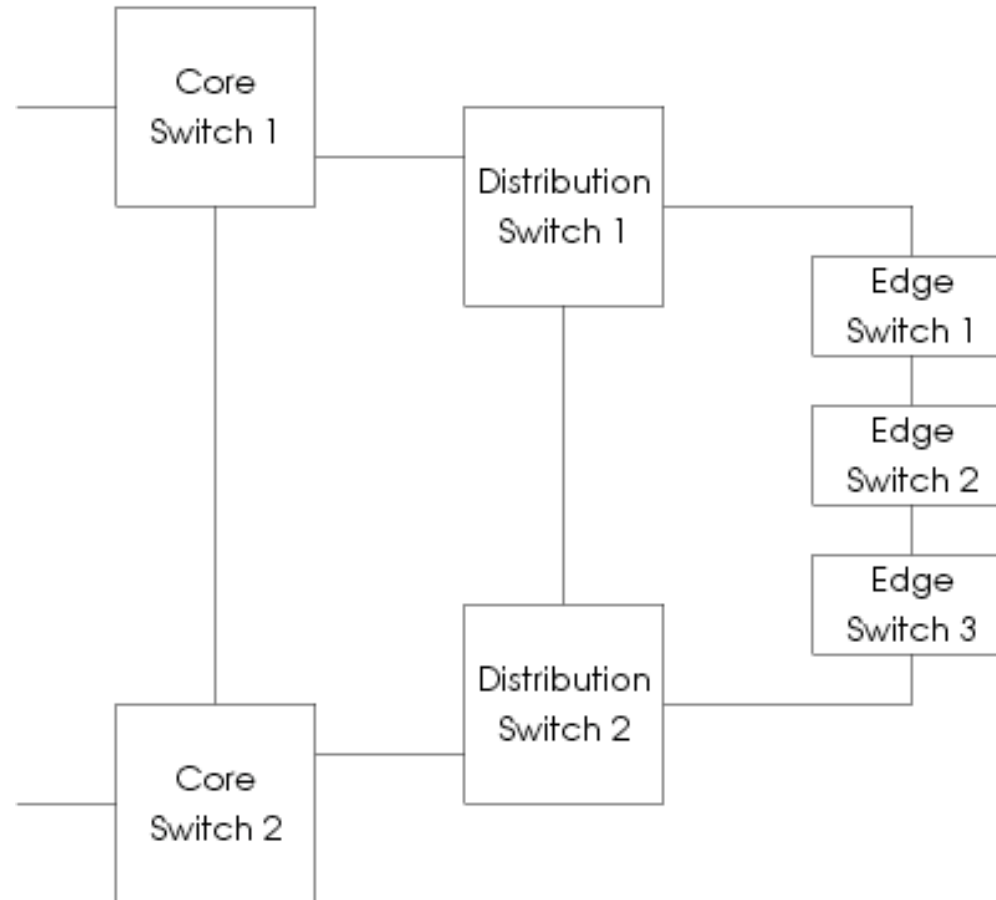 Core
Switch 1
Distribution
Switch 1
Edge
Switch 1
Edge
Switch 2
Edge
Switch 3
Distribution
Switch 2
Core
Switch 2